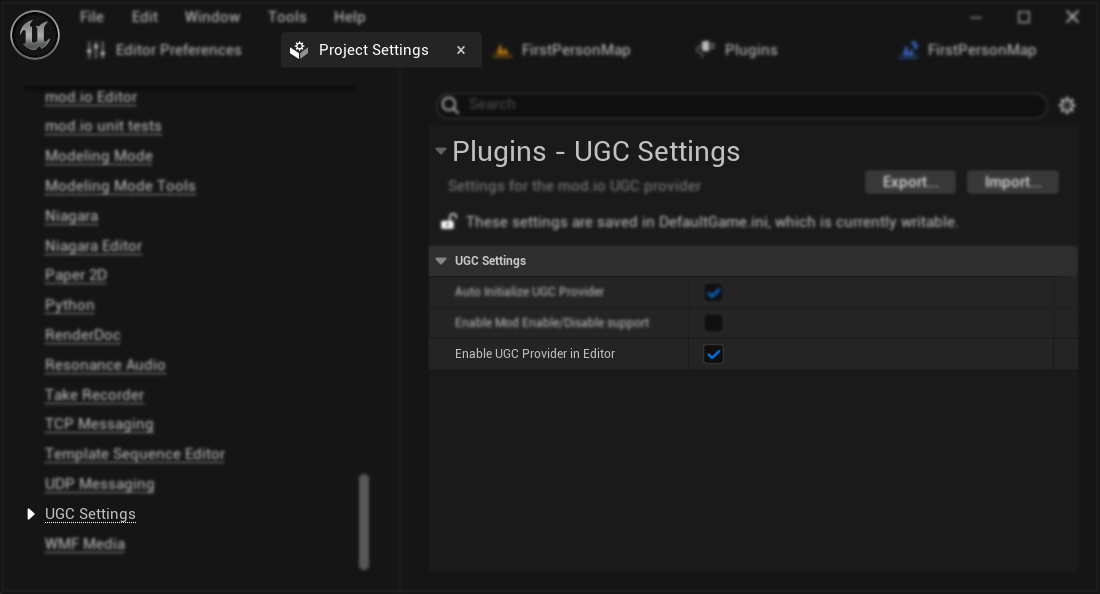 File Edit Window Tools Help
Editor Preferences Project Settings FirstPersonMap Plugins FirstPersonMap
mod.io Editor
mod.io unit tests
Modeling Mode
Modeling Mode Tools
Niagara
Niagara Editor
Paper 2D
Python
RenderDoc
Resonance Audio
Take Recorder
TCP Messaging
Template Sequence Editor
UDP Messaging
UGC Settings
WMF Media
Search
Plugins - UGC Settings
Settings for the mod.io UGC provider
Export... Import...
These settings are saved in DefaultGame.ini, which is currently writable.
UGC Settings
Auto Initialize UGC Provider
Enable Mod Enable/Disable support
Enable UGC Provider in Editor